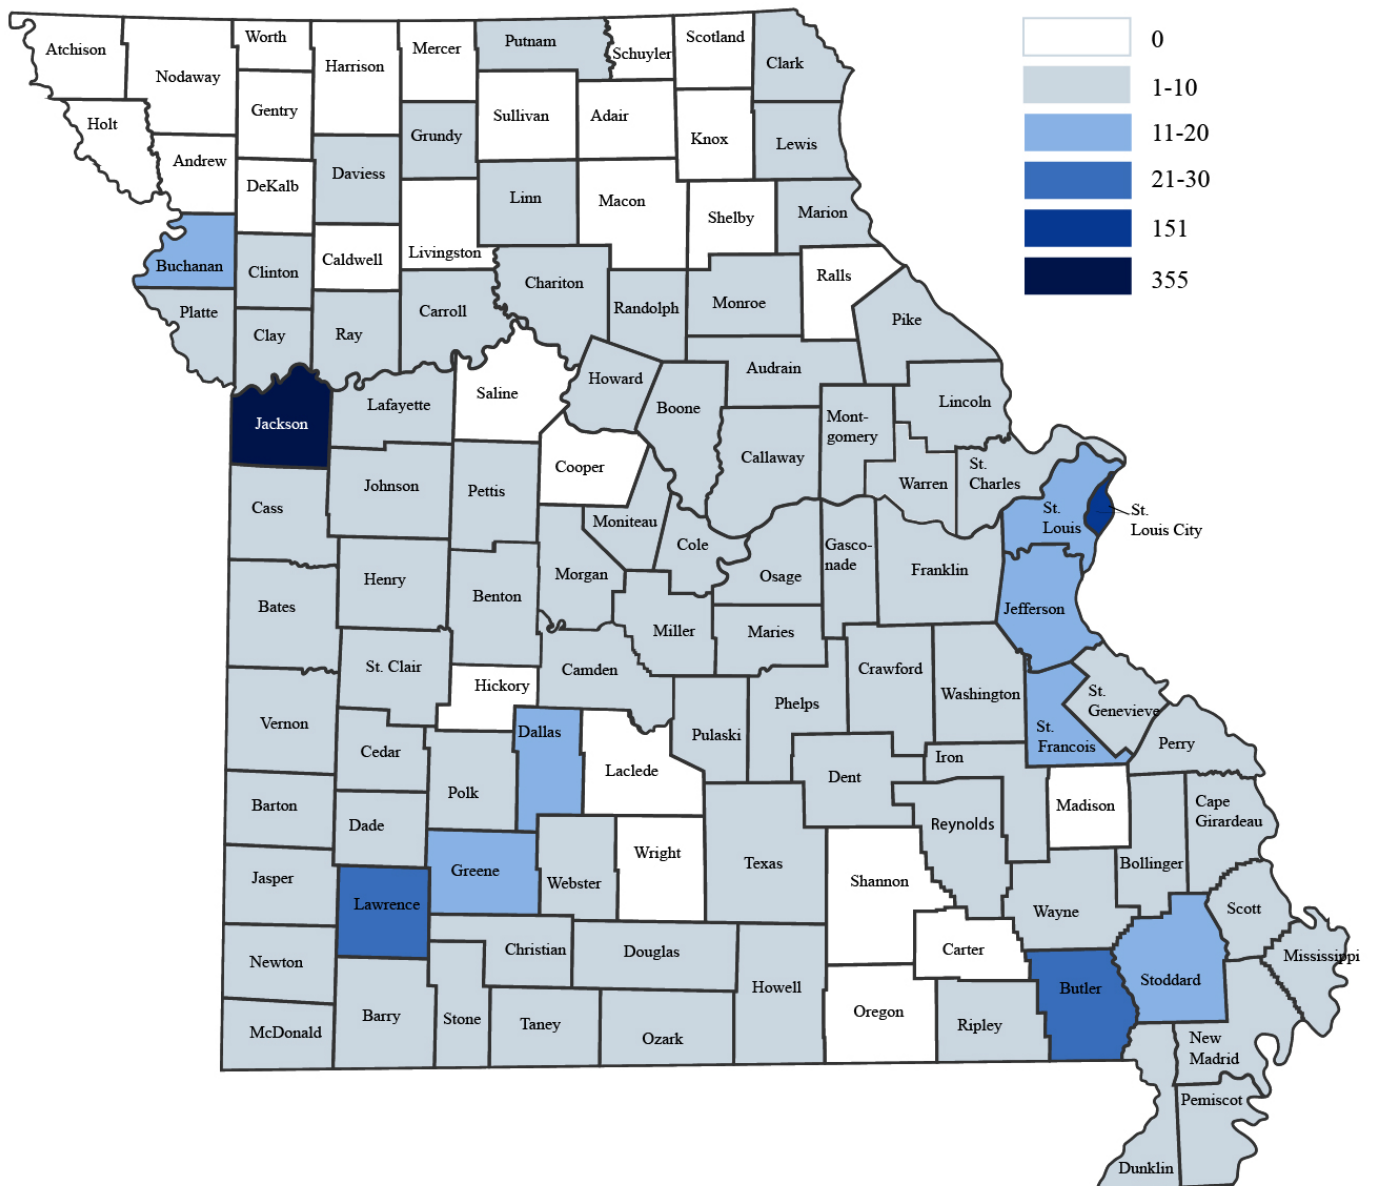 Atchison
Nodaway
Worth
Harrison
Mercer
Putnam
Schuyler
Scotland
Clark
0
1-10
11-20
21-30
151
355
Gentry
Holt
Andrew
DeKalb
Daviess
Grundy
Sullivan
Adair
Knox
Lewis
Linn
Macon
Shelby
Marion
Buchanan
Clinton
Caldwell
Livingston
Chariton
Randolph
Monroe
Ralls
Pike
Platte
Clay
Ray
Carroll
Audrain
Howard
Boone
Saline
Lafayette
Jackson
Lincoln
Mont-
gomery
Callaway
Cooper
Warren
St.
Charles
Johnson
Pettis
Cass
Moniteau
Cole
Gasco-
nade
St.
Louis
St.
Louis City
Henry
Benton
Morgan
Osage
Franklin
Jefferson
Bates
Miller
Maries
St. Clair
Hickory
Camden
Crawford
Washington
St.
Genevieve
Phelps
Pulaski
Vernon
Cedar
Dallas
St.
Francois
Perry
Iron
Laclede
Dent
Polk
Barton
Dade
Madison
Cape
Girardeau
Reynolds
Greene
Wright
Texas
Bollinger
Jasper
Webster
Shannon
Lawrence
Wayne
Scott
Christian
Douglas
Carter
Mississippi
Newton
Howell
Butler
Stoddard
McDonald
Barry
Stone
Taney
Ozark
Oregon
Ripley
New
Madrid
Pemiscot
Dunklin